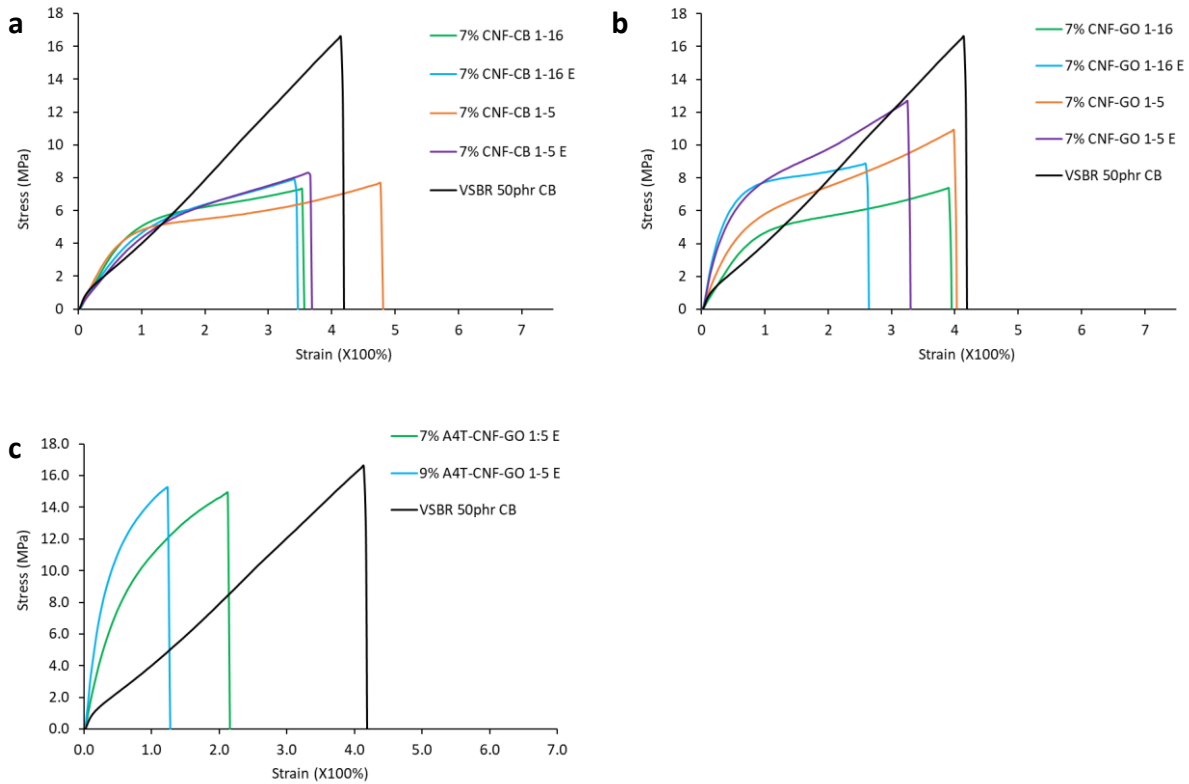 a
18
16
14
12
10
8
6
4
2
0
0 1 2 3 4 5 6 7
Stress (MPa)
Strain (X100%)
7% CNF-CB 1-16
7% CNF-CB 1-16 E
7% CNF-CB 1-5
7% CNF-CB 1-5 E
VSBR 50phr CB
b
18
16
14
12
10
8
6
4
2
0
0 1 2 3 4 5 6 7
Stress (MPa)
Strain (X100%)
7% CNF-GO 1-16
7% CNF-GO 1-16 E
7% CNF-GO 1-5
7% CNF-GO 1-5 E
VSBR 50phr CB
c
18.0
16.0
14.0
12.0
10.0
8.0
6.0
4.0
2.0
0.0
0.0 1.0 2.0 3.0 4.0 5.0 6.0 7.0
Stress (MPa)
Strain (X100%)
7% A4T-CNF-GO 1:5 E
9% A4T-CNF-GO 1-5 E
VSBR 50phr CB